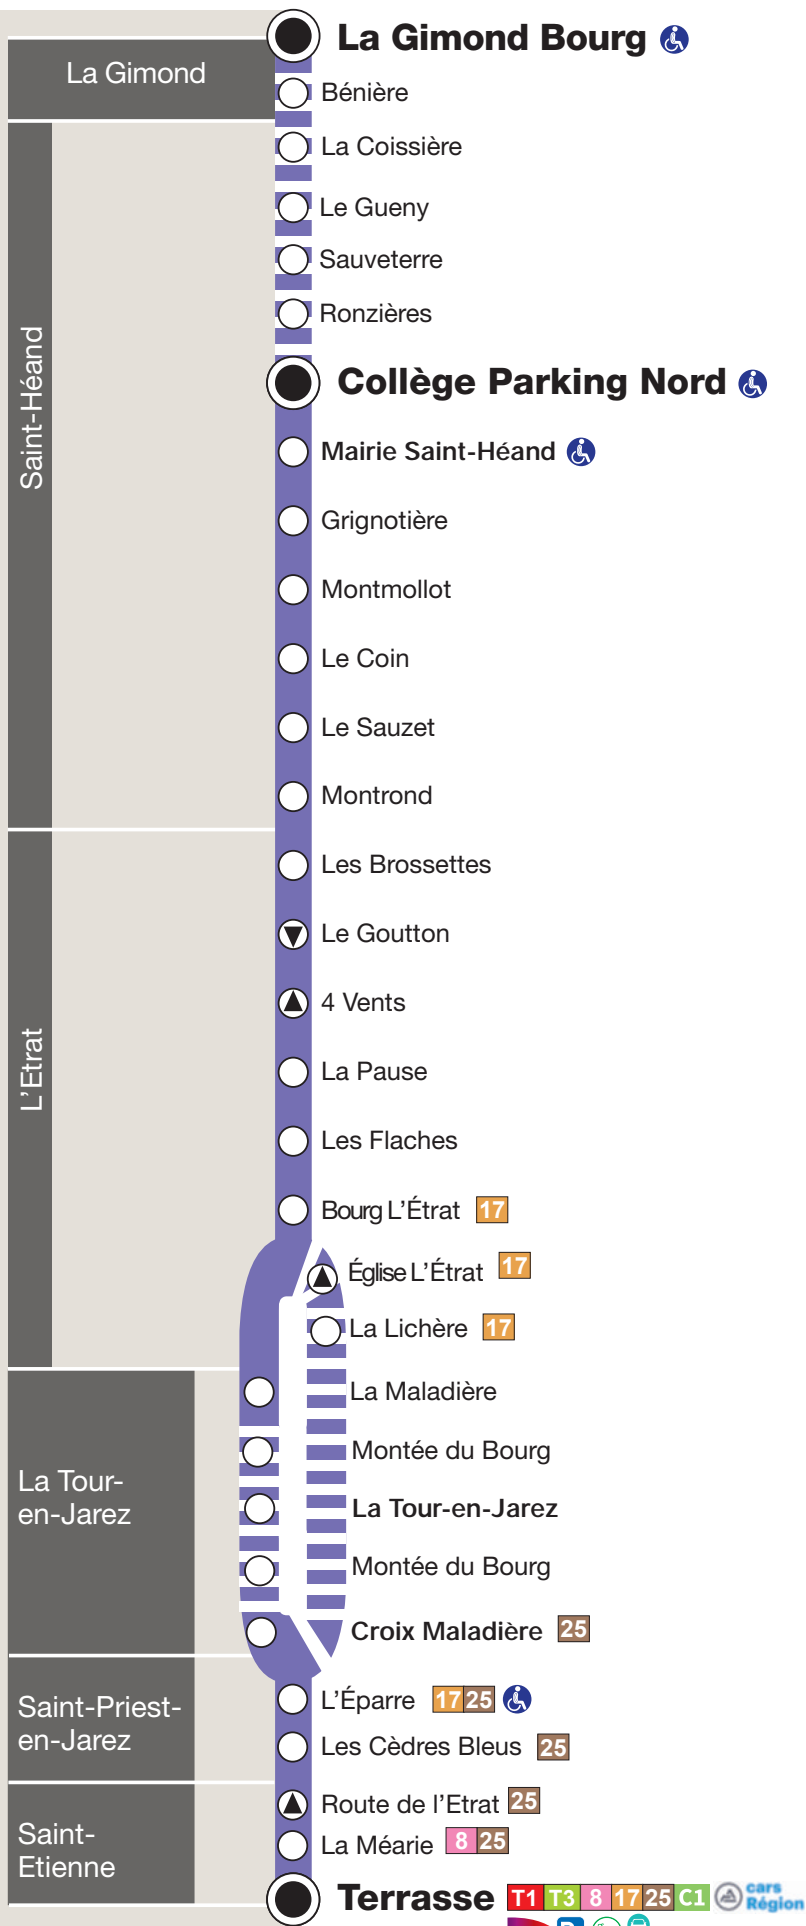 La Gimond Bourg
La Gimond
Bénière
La Coissière
Le Gueny
Sauveterre
Ronzières
Saint-Héand
Collège Parking Nord
Mairie Saint-Héand
Grignotière
Montmollot
Le Coin
Le Sauzet
Montrond
Les Brossettes
Le Goutton
4 Vents
L'Etrat
La Pause
Les Flaches
Bourg L'Étrat 17
Église L'Étrat 17
La Lichère 17
La Maladière
Montée du Bourg
La Tour-
en-Jarez
La Tour-en-Jarez
Montée du Bourg
Croix Maladière 25
Saint-Priest-
en-Jarez
L'Éparre 17 25
Les Cèdres Bleus 25
Route de l'Etrat 25
Saint-
Etienne
La Méarie 8 25
Terrasse T1 T3 8 17 25 C1 cars
Région